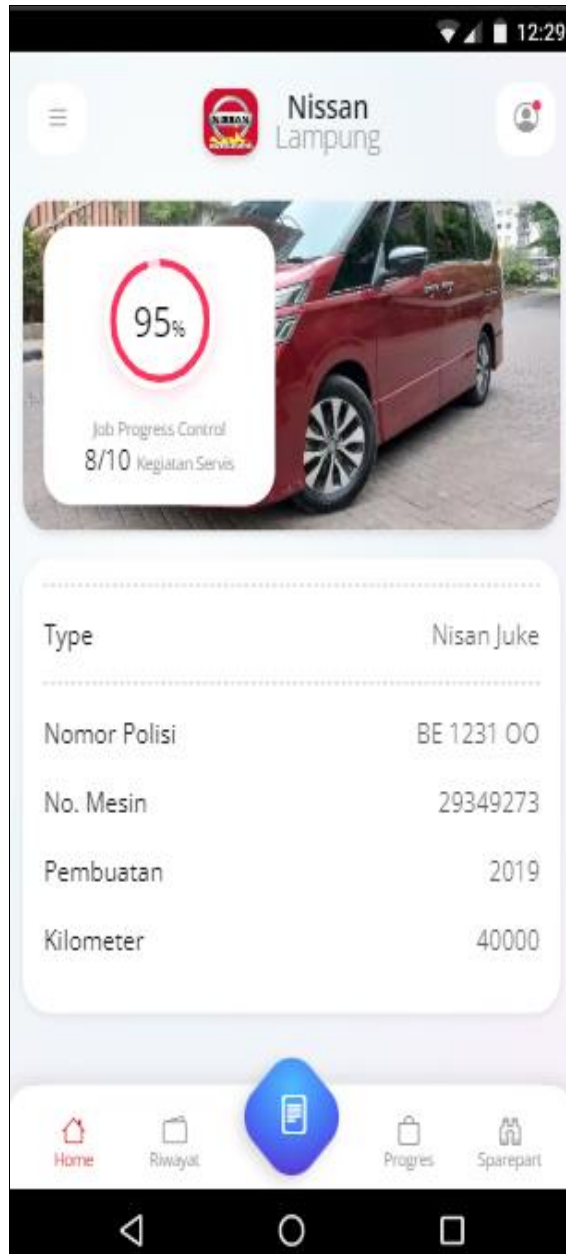 12:29
Nissan
Lampung
NISSAN
95%
Job Progress Control
8/10 Kegiatan Servis
Type Nisan Juke
Nomor Polisi BE 1231 OO
No. Mesin 29349273
Pembuatan 2019
Kilometer 40000
Home Riwayat Progres Sparepart